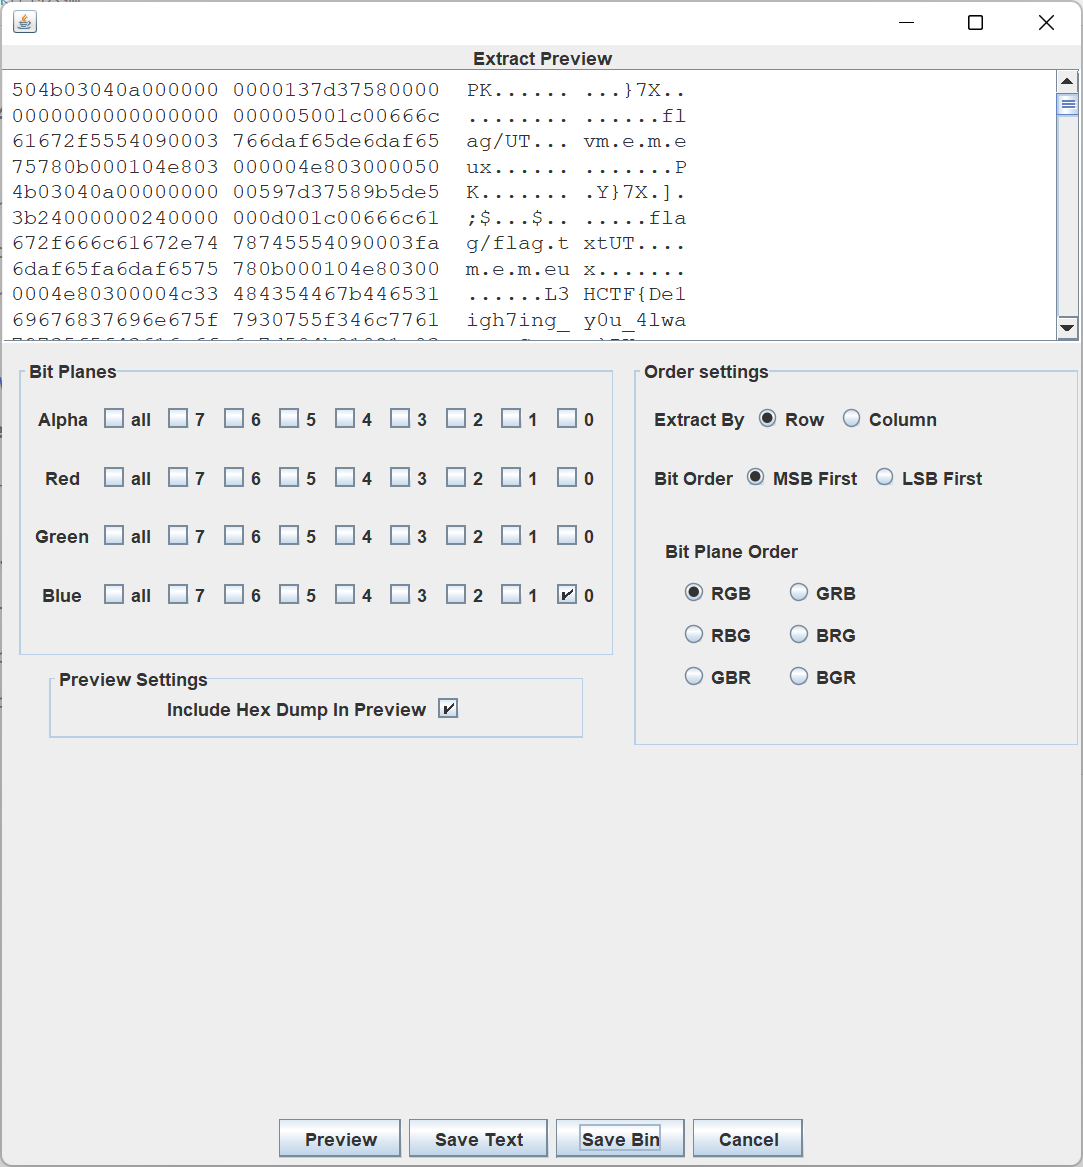 Extract Preview
504b03040a000000 0000137d37580000 PK...... ...}7X..
0000000000000000 000005001c00666c ........ ......fl
61672f5554090003 766daf65de6daf65 ag/UT... vm.e.m.e
75780b000104e803 000004e803000050 ux...... .......P
4b03040a00000000 00597d37589b5de5 K....... .Y}7X.].
3b24000000240000 000d001c00666c61 ;$...$.. .....fla
672f666c61672e74 78745554090003fa g/flag.t xtUT....
6daf65fa6daf6575 780b000104e80300 m.e.m.eu x.......
0004e80300004c33 484354467b446531 ......L3 HCTF{De1
69676837696e675f 7930755f346c7761 igh7ing_ y0u_4lwa
Bit Planes
Alpha all 7 6 5 4 3 2 1 0
Red all 7 6 5 4 3 2 1 0
Green all 7 6 5 4 3 2 1 0
Blue all 7 6 5 4 3 2 1 0
Preview Settings
Include Hex Dump In Preview
Order settings
Extract By Row Column
Bit Order MSB First LSB First
Bit Plane Order
RGB GRB
RBG BRG
GBR BGR
Preview Save Text Save Bin Cancel